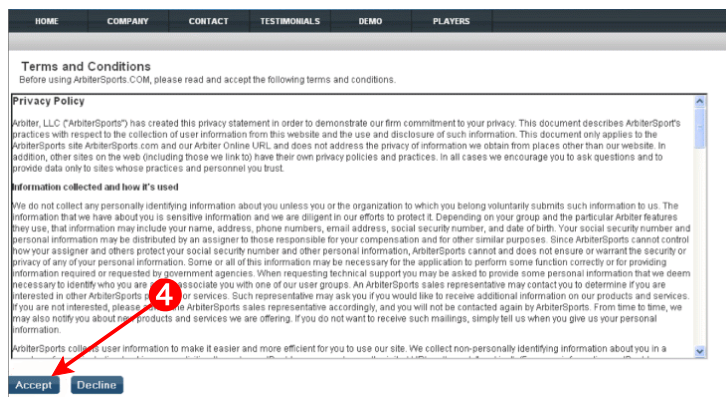 HOME COMPANY CONTACT TESTIMONIALS DEMO PLAYERS
Terms and Conditions
Before using ArbiterSports.COM, please read and accept the following terms and conditions.
Privacy Policy
Arbiter, LLC ("ArbiterSports") has created this privacy statement in order to demonstrate our firm commitment to your privacy. This document describes ArbiterSport's
practices with respect to the collection of user information from this website and the use and disclosure of such information. This document only applies to the
ArbiterSports site ArbiterSports.com and our Arbiter Online URL and does not address the privacy of information we obtain from places other than our website. In
addition, other sites on the web (including those we link to) have their own privacy policies and practices. In all cases we encourage you to ask questions and to
provide data only to sites whose practices and personnel you trust.
Information collected and how it's used
We do not collect any personally identifying information about you unless you or the organization to which you belong voluntarily submits such information to us. The
information that we have about you is sensitive information and we are diligent in our efforts to protect it. Depending on your group and the particular Arbiter features
they use, that information may include your name, address, phone numbers, email address, social security number, and date of birth. Your social security number and
personal information may be distributed by an assigner to those responsible for your compensation and for other similar purposes. Since ArbiterSports cannot control
how your assigner and others protect your social security number and other personal information, ArbiterSports cannot and does not ensure or warrant the security or
privacy of any of your personal information. Some or all of this information may be necessary for the application to perform some function correctly or for providing
information required or requested by government agencies. When requesting technical support you may be asked to provide some personal information that we deem
necessary to identify who you are associate you with one of our user groups. An ArbiterSports sales representative may contact you to determine if you are
interested in other ArbiterSports or services. Such representative may ask you if you would like to receive additional information on our products and services.
If you are not interested, please the ArbiterSports sales representative accordingly, and you will not be contacted again by ArbiterSports. From time to time, we
may also notify you about new products and services we are offering. If you do not want to receive such mailings, simply tell us when you give us your personal
information.
ArbiterSports collects user information to make it easier and more efficient for you to use our site. We collect non-personally identifying information about you in a
4
Accept Decline